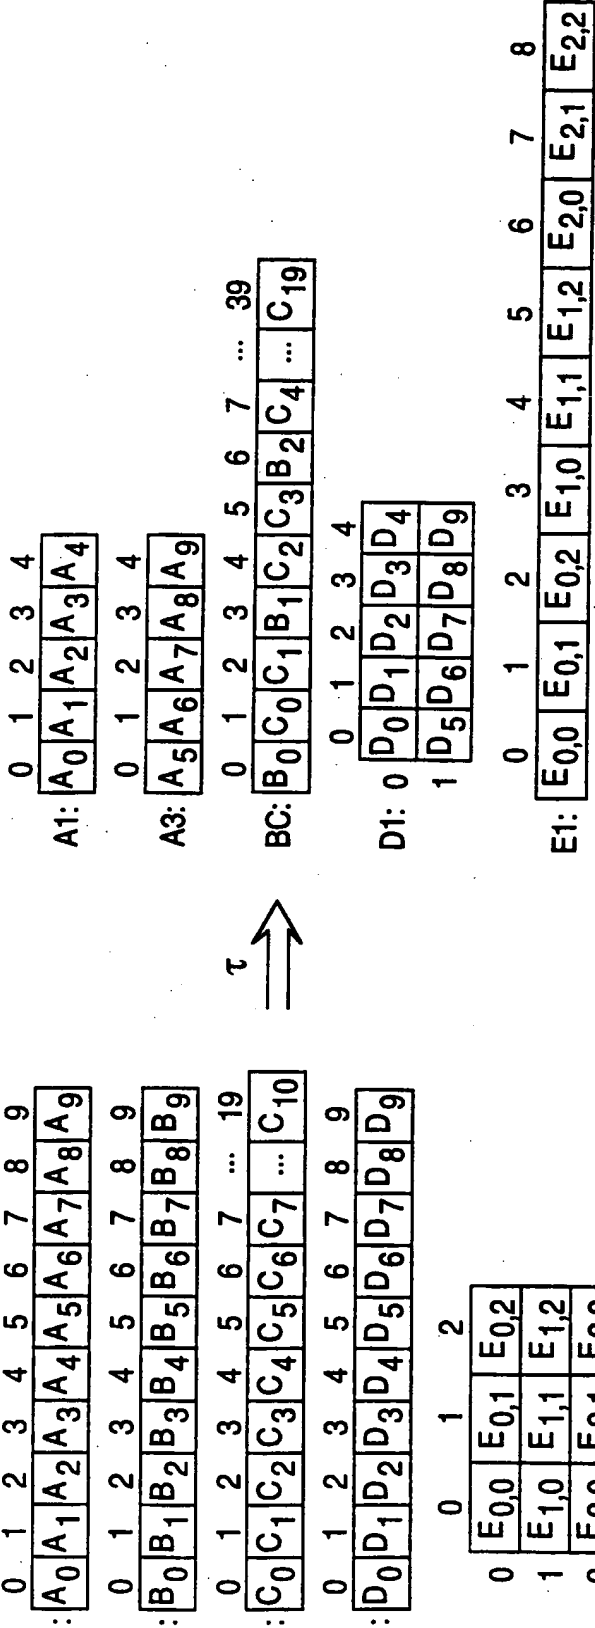 0 1 2 3 4 5 6 7 8 9
: A0 A1 A2 A3 A4 A5 A6 A7 A8 A9
0 1 2 3 4 5 6 7 8 9
: B0 B1 B2 B3 B4 B5 B6 B7 B8 B9
0 1 2 3 4 5 6 7 ... 19
: C0 C1 C2 C3 C4 C5 C6 C7 ... C10
0 1 2 3 4 5 6 7 8 9
: D0 D1 D2 D3 D4 D5 D6 D7 D8 D9
0 1 2
0 E0,0 E0,1 E0,2
1 E1,0 E1,1 E1,2
τ
0 1 2 3 4
A1: A0 A1 A2 A3 A4
0 1 2 3 4
A3: A5 A6 A7 A8 A9
0 1 2 3 4 5 6 7 ... 39
BC: B0 C0 C1 B1 C2 C3 B2 C4 ... C19
0 1 2 3 4
D1: 0 D0 D1 D2 D3 D4
1 D5 D6 D7 D8 D9
0 1 2 3 4 5 6 7 8
E1: E0,0 E0,1 E0,2 E1,0 E1,1 E1,2 E2,0 E2,1 E2,2